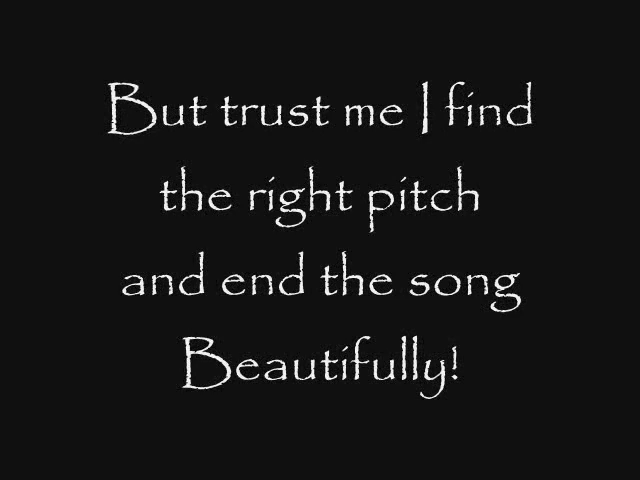 But trust me I find
the right pitch
and end the song
Beautifully!